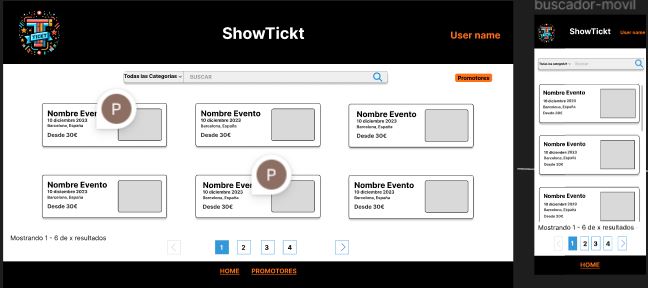 buscador-movil
TICKT
ShowTickt
User name
Todas las Categorias
BUSCAR
Promotores
Nombre Evento
10 diciembre 2023
Barcelona, España
Desde 30€
P
Nombre Evento
10 diciembre 2023
Barcelona, España
Desde 30€
Nombre Evento
10 diciembre 2023
Barcelona, España
Desde 30€
Nombre Evento
10 diciembre 2023
Barcelona, España
Desde 30€
Nombre Evento
10 diciembre 2023
Barcelona, España
Desde 30€
P
Nombre Evento
10 diciembre 2023
Barcelona, España
Desde 30€
Mostrando 1 - 6 de x resultados
1 2 3 4
HOME PROMOTORES
ShowTickt
User name
Todas las Categorias
Buscar
Nombre Evento
10 diciembre 2023
Barcelona, España
Desde 30€
Nombre Evento
10 diciembre 2023
Barcelona, España
Desde 30€
Nombre Evento
10 diciembre 2023
Barcelona, España
Desde 30€
Mostrando 1 - 6 de x resultados
1 2 3 4
HOME